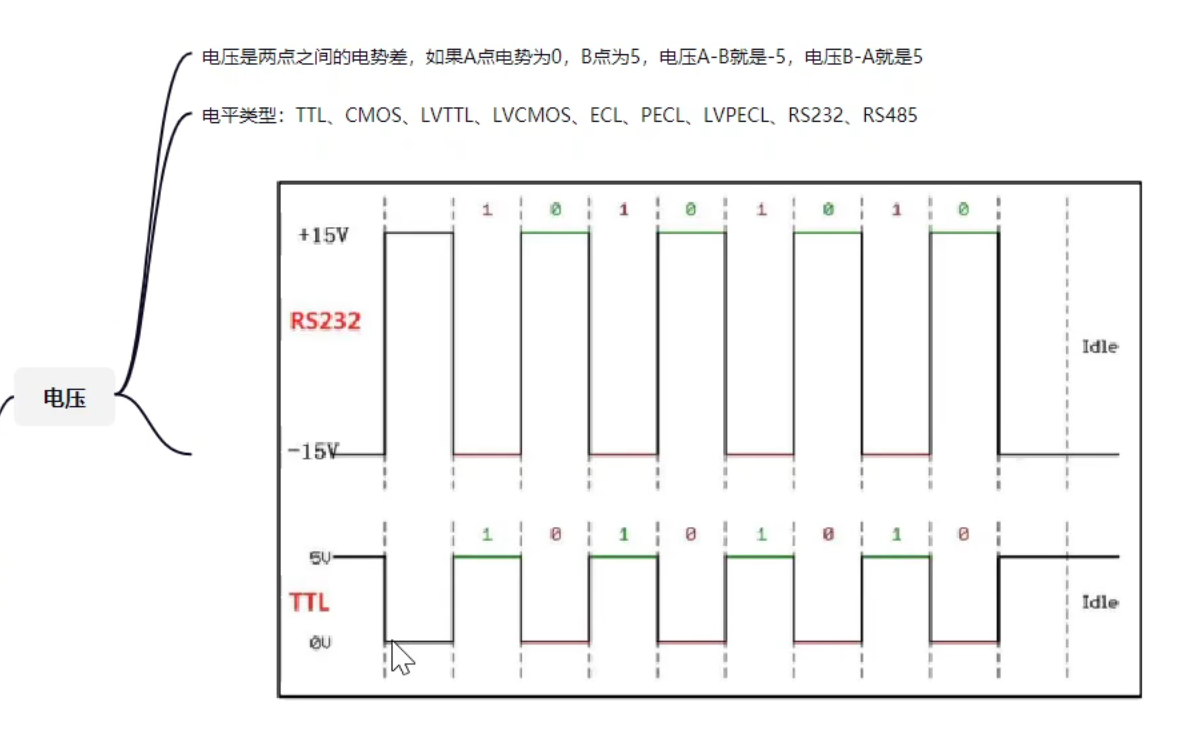 电压是两点之间的电势差，如果A点电势为0，B点为5，电压A-B就是-5，电压B-A就是5
电平类型：TTL、CMOS、LVTTL、LVCMOS、ECL、PECL、LVPECL、RS232、RS485
电压
1 0 1 0 1 0 1 0
+15V
RS232
Idle
-15V
1 0 1 0 1 0 1 0
5V
TTL
Idle
0V